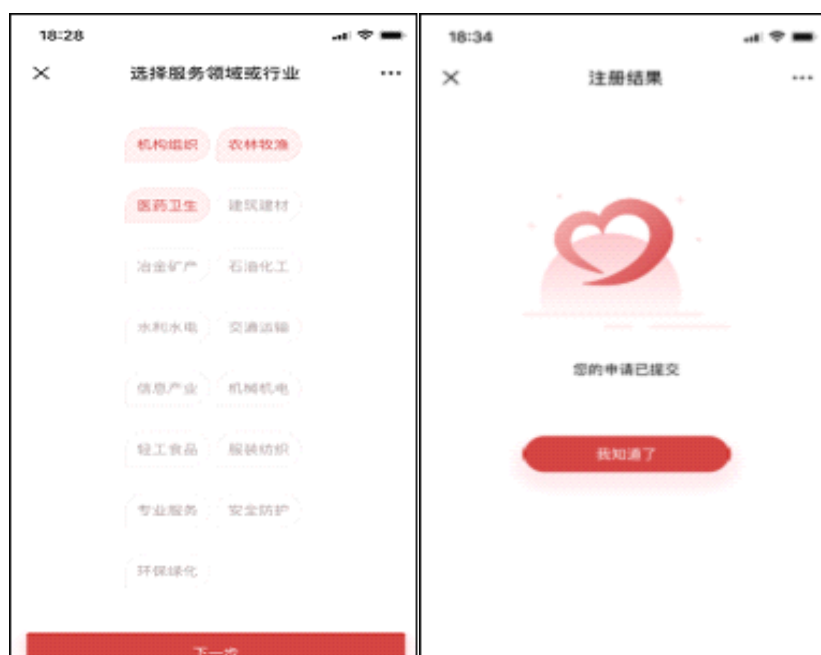 18:28
选择服务领域或行业
机构组织 农林牧渔
医药卫生 建筑建材
冶金矿产 石油化工
水利水电 交通运输
信息产业 机械机电
轻工食品 服装纺织
专业服务 安全防护
环保绿化
下一步
18:34
注册结果
您的申请已提交
我知道了